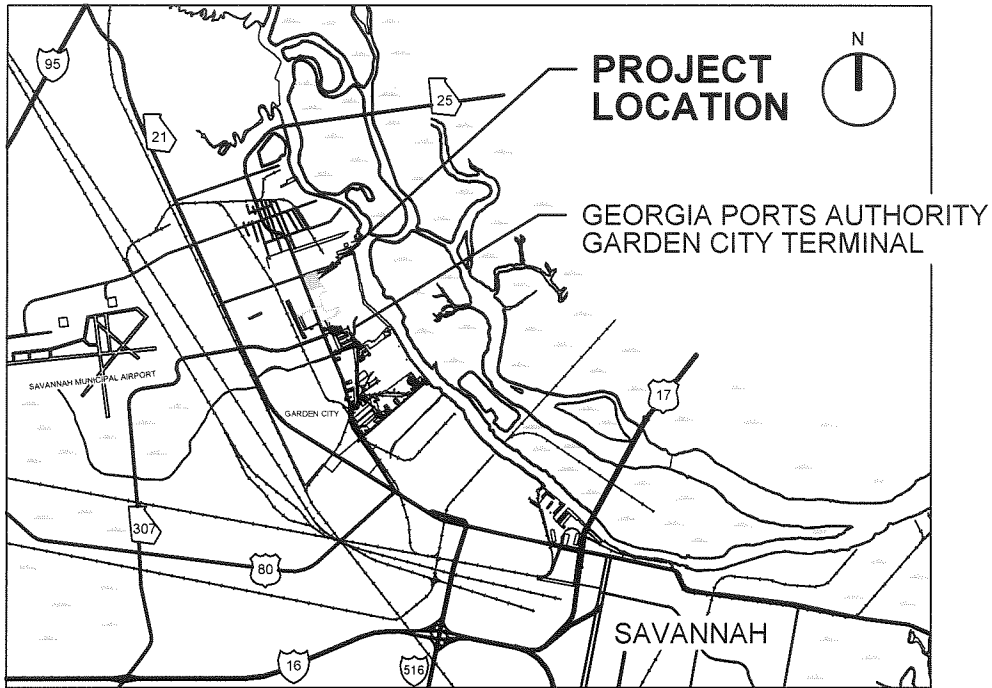 N
PROJECT
LOCATION
95
25
21
GEORGIA PORTS AUTHORITY
GARDEN CITY TERMINAL
SAVANNAH MUNICIPAL AIRPORT
17
GARDEN CITY
307
80
SAVANNAH
16
516